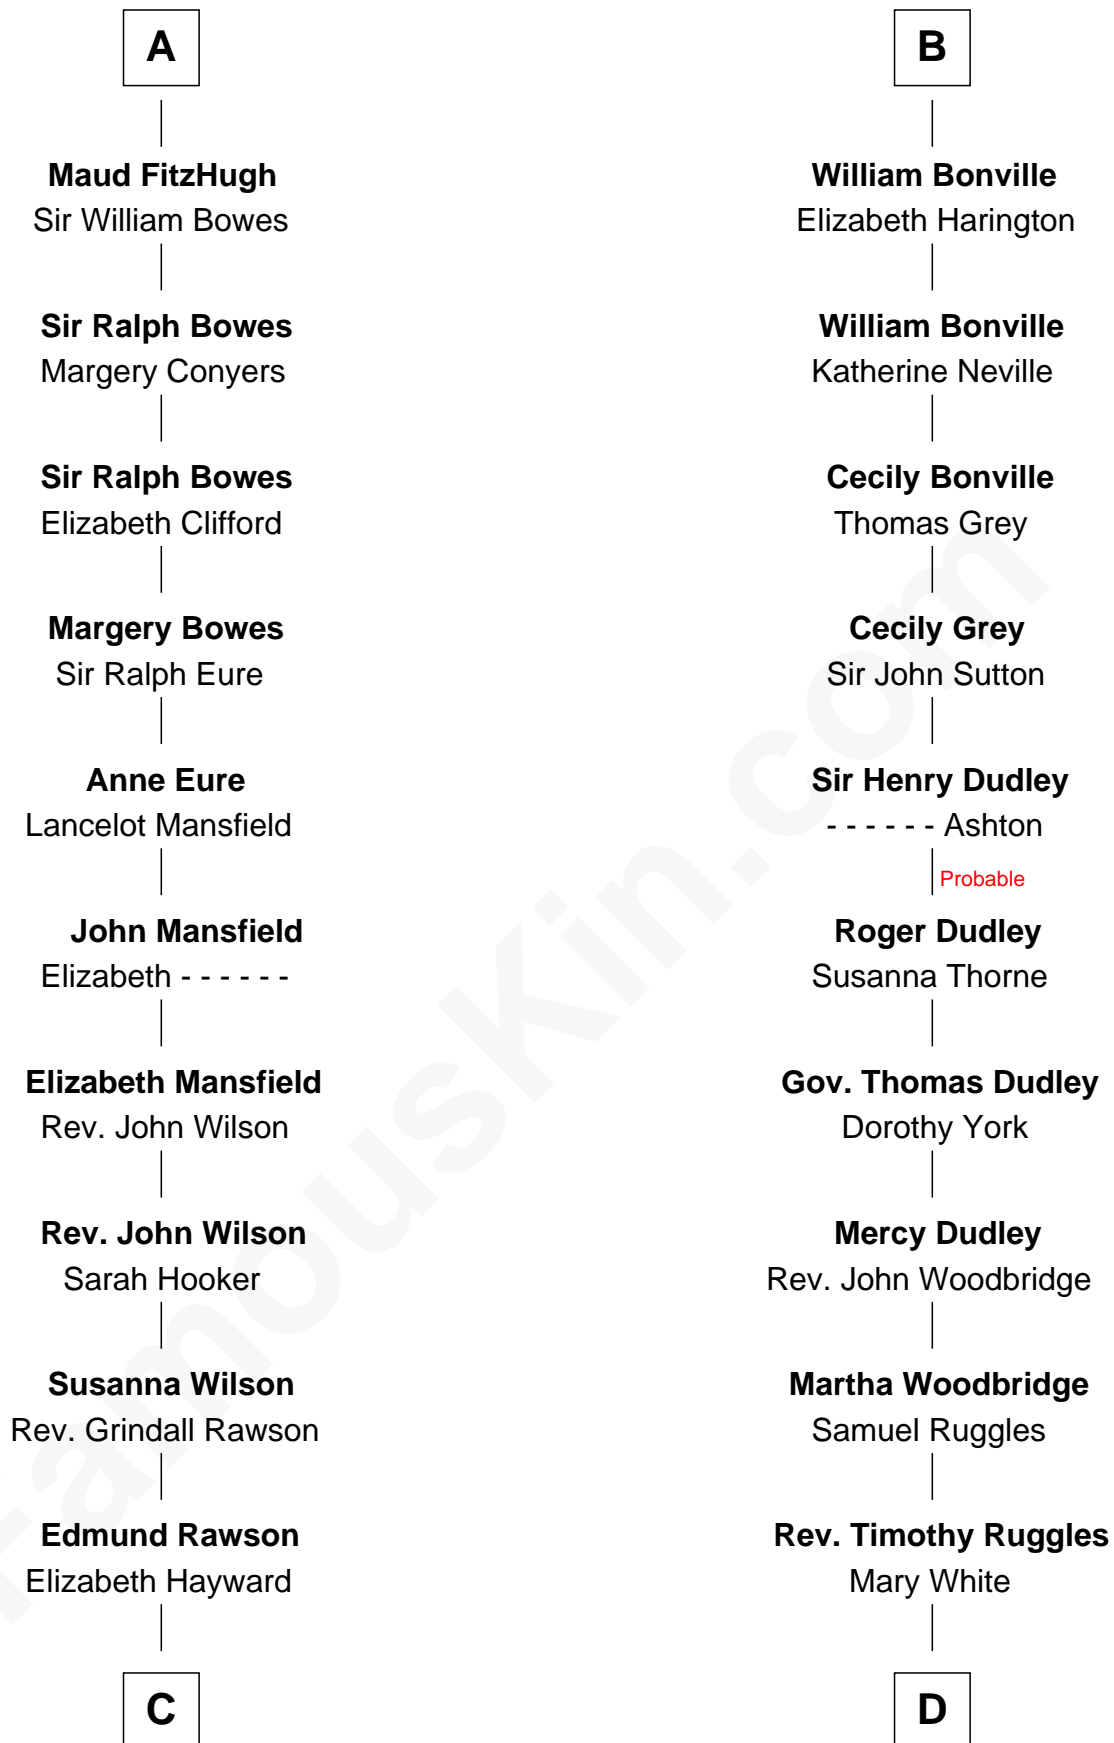 A
B
Maud FitzHugh
Sir William Bowes
William Bonville
Elizabeth Harington
Sir Ralph Bowes
Margery Conyers
William Bonville
Katherine Neville
Sir Ralph Bowes
Elizabeth Clifford
Cecily Bonville
Thomas Grey
Margery Bowes
Sir Ralph Eure
Cecily Grey
Sir John Sutton
Anne Eure
Lancelot Mansfield
Sir Henry Dudley
- - - - - - Ashton
Probable
John Mansfield
Elizabeth - - - - - -
Roger Dudley
Susanna Thorne
Elizabeth Mansfield
Rev. John Wilson
Gov. Thomas Dudley
Dorothy York
Rev. John Wilson
Sarah Hooker
Mercy Dudley
Rev. John Woodbridge
Susanna Wilson
Rev. Grindall Rawson
Martha Woodbridge
Samuel Ruggles
Edmund Rawson
Elizabeth Hayward
Rev. Timothy Ruggles
Mary White
C
D
FamousKin.com